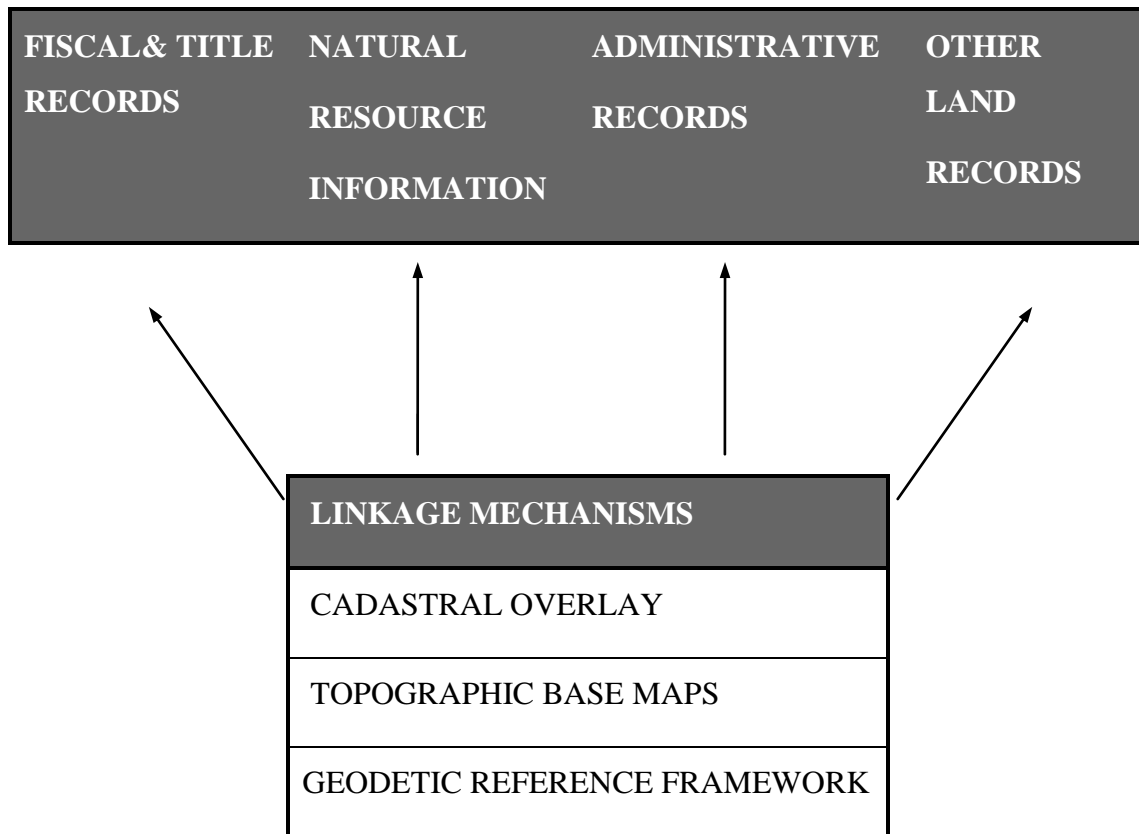 FISCAL& TITLE
RECORDS
NATURAL
RESOURCE
INFORMATION
ADMINISTRATIVE
RECORDS
OTHER
LAND
RECORDS
LINKAGE MECHANISMS
CADASTRAL OVERLAY
TOPOGRAPHIC BASE MAPS
GEODETIC REFERENCE FRAMEWORK